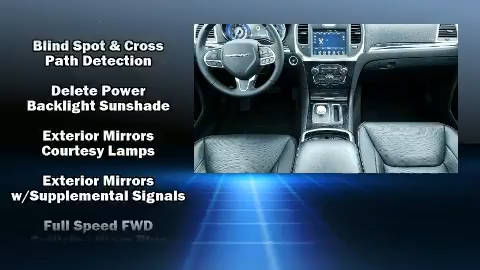 Blind Spot & Cross
Path Detection
Delete Power
Backlight Sunshade
Exterior Mirrors
Courtesy Lamps
Exterior Mirrors
w/Supplemental Signals
Full Speed FWD